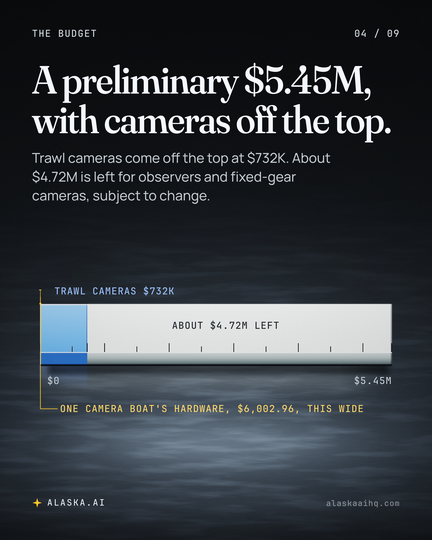 THE BUDGET
04 / 09
A preliminary $5.45M,
with cameras off the top.
Trawl cameras come off the top at $732K. About
$4.72M is left for observers and fixed-gear
cameras, subject to change.
TRAWL CAMERAS $732K
ABOUT $4.72M LEFT
$0
$5.45M
ONE CAMERA BOAT'S HARDWARE, $6,002.96, THIS WIDE
ALASKA.AI
alaskaaihq.com